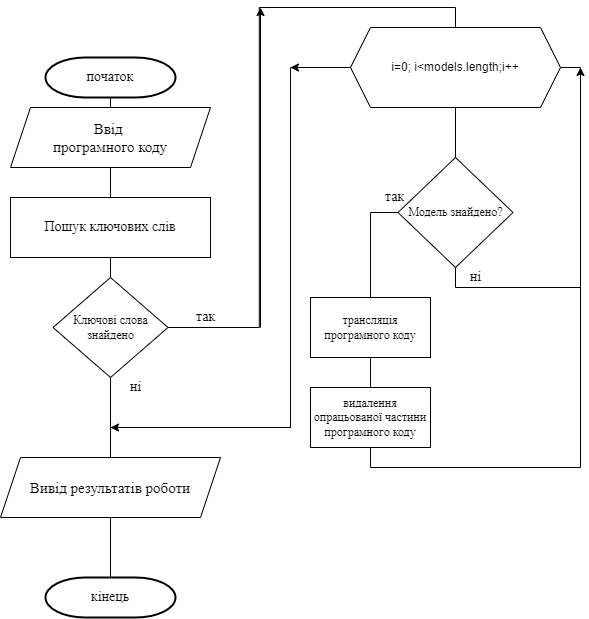 початок
Ввід
програмного коду
Пошук ключових слів
Ключові слова
знайдено
так
ні
i=0; i<models.length;i++
Модель знайдено?
так
ні
трансляція
програмного коду
видалення
опрацьованої частини
програмного коду
Вивід результатів роботи
кінець